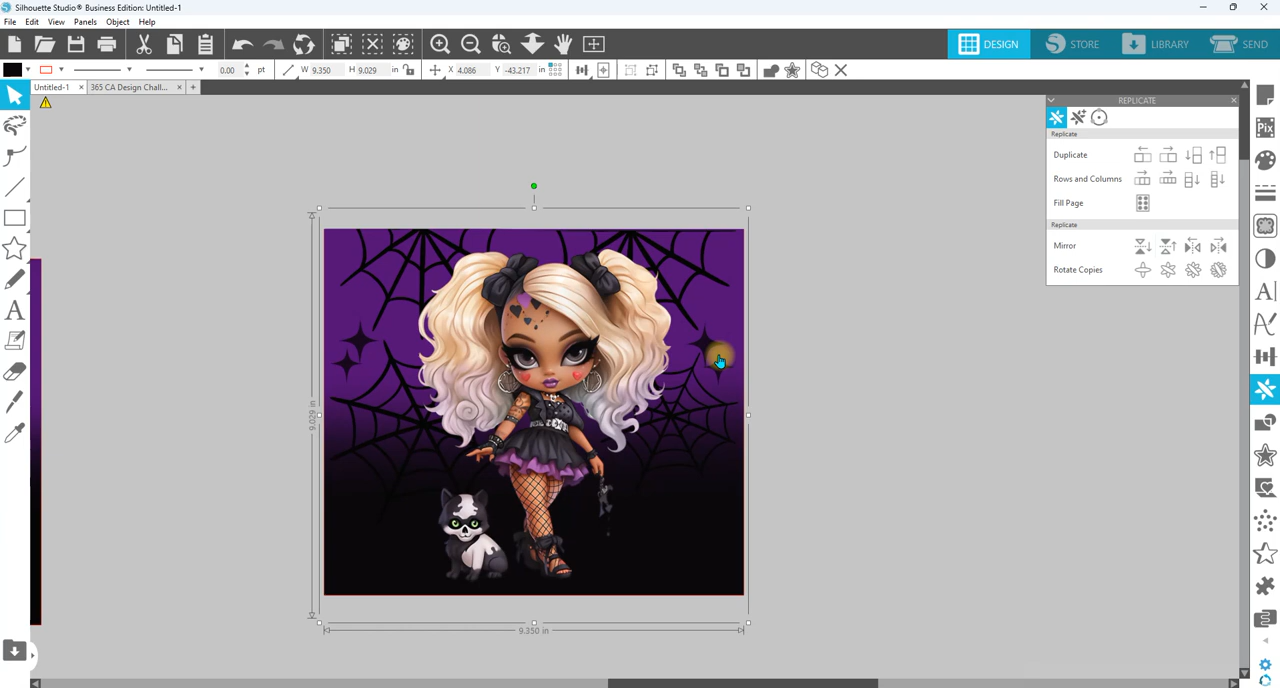 Silhouette Studio® Business Edition: Untitled-1
File Edit View Panels Object Help
DESIGN STORE LIBRARY SEND
0.00 pt W 9.350 H 9.029 in X 4.086 Y -43.217 in
Untitled-1 365 CA Design Chall...
REPLICATE
Replicate
Duplicate
Rows and Columns
Fill Page
Replicate
Mirror
Rotate Copies
Pix
9.029 in
9.350 in